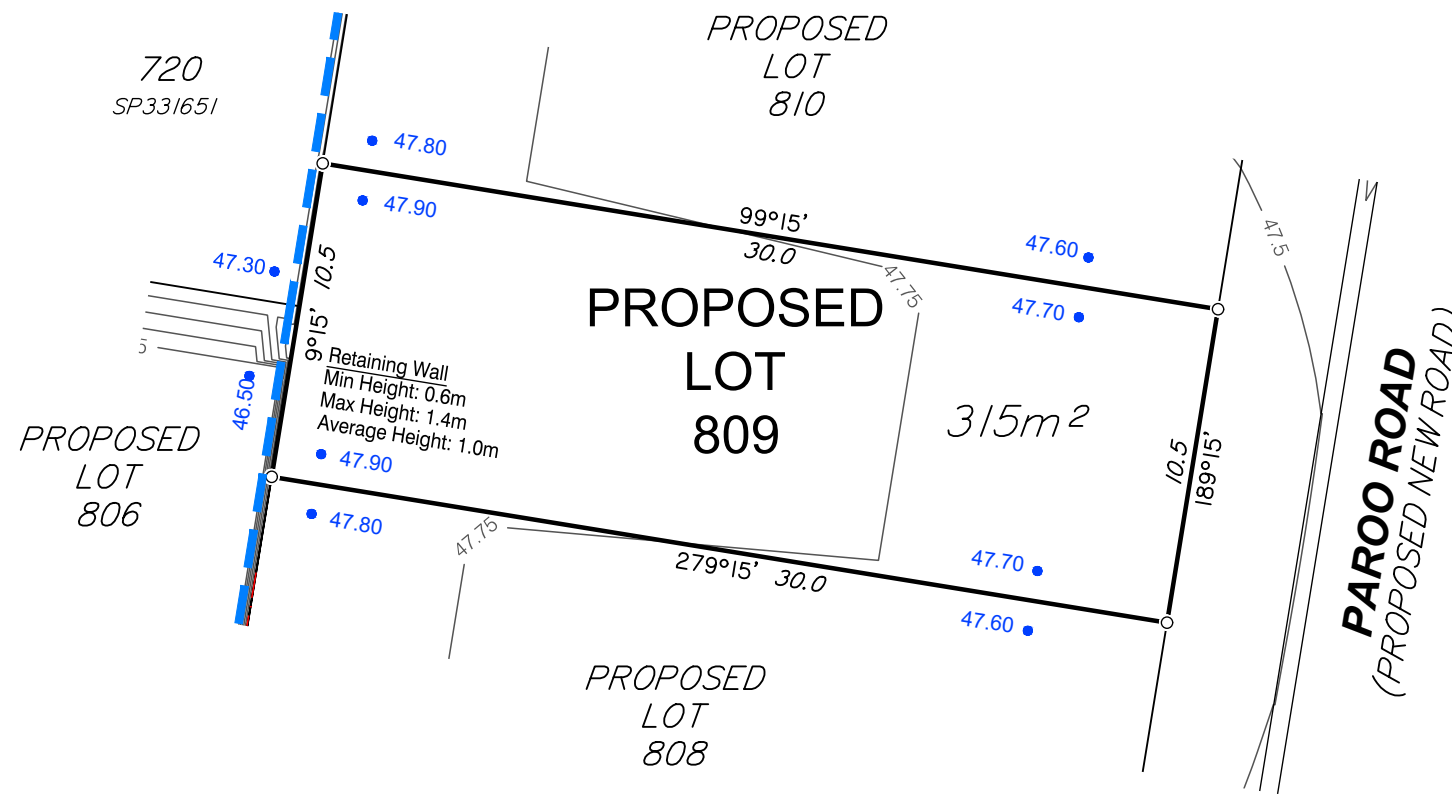 PROPOSED
LOT
810
720
SP331651
47.80
47.90
99°15'
30.0
47.60
47.5
47.30
10.5
47.75
47.70
PROPOSED
LOT
809
9°15'
Retaining Wall
Min Height: 0.6m
Max Height: 1.4m
Average Height: 1.0m
5
46.50
315m²
PAROO ROAD
(PROPOSED NEW ROAD)
PROPOSED
LOT
806
47.90
10.5
189°15'
47.80
47.75
279°15' 30.0
47.70
47.60
PROPOSED
LOT
808